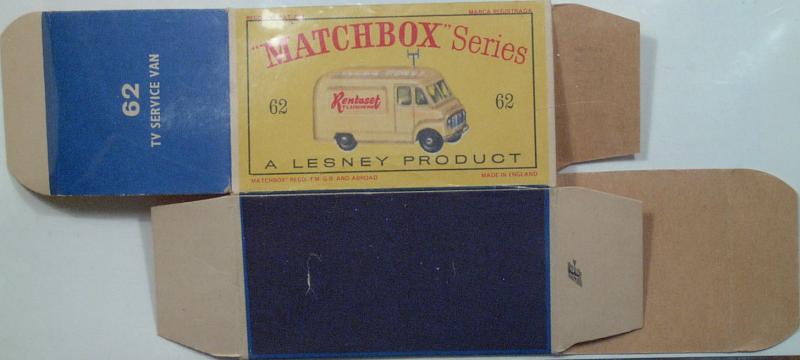 62
TV SERVICE VAN
MARCA REGISTRADA
"MATCHBOX" Series
62
Rentaset
62
A LESNEY PRODUCT
"MATCHBOX" REGD. T'M G.B. AND ABROAD
MADE IN ENGLAND